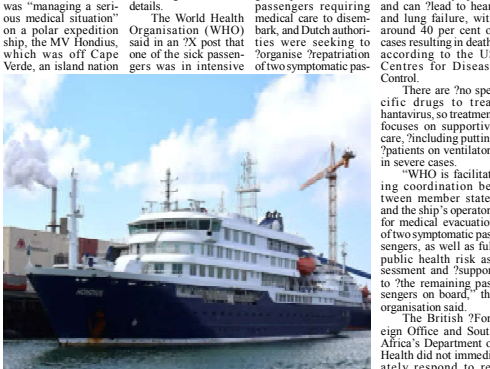 was “managing a seri-
ous medical situation”
on a polar expedition
ship, the MV Hondius,
which was off Cape
Verde, an island nation
details.
The World Health
Organisation (WHO)
said in an ?X post that
one of the sick passen-
gers was in intensive
passengers requiring
medical care to disem-
bark, and Dutch authori-
ties were seeking to
?organise ?repatriation
of two symptomatic pas-
and can ?lead to hear
and lung failure, with
around 40 per cent o
cases resulting in death
according to the US
Centres for Diseas
Control.
There are ?no spe
cific drugs to trea
hantavirus, so treatmen
focuses on supportiv
care, ?including puttin
?patients on ventilator
in severe cases.
“WHO is facilitat
ing coordination be
tween member state
and the ship’s operator
for medical evacuatio
of two symptomatic pas
sengers, as well as ful
public health risk as
sessment and ?suppor
to ?the remaining pas
sengers on board,” th
organisation said.
The British ?For
eign Office and Sout
Africa’s Department o
Health did not immedi
ately respond to re
HONDIUS